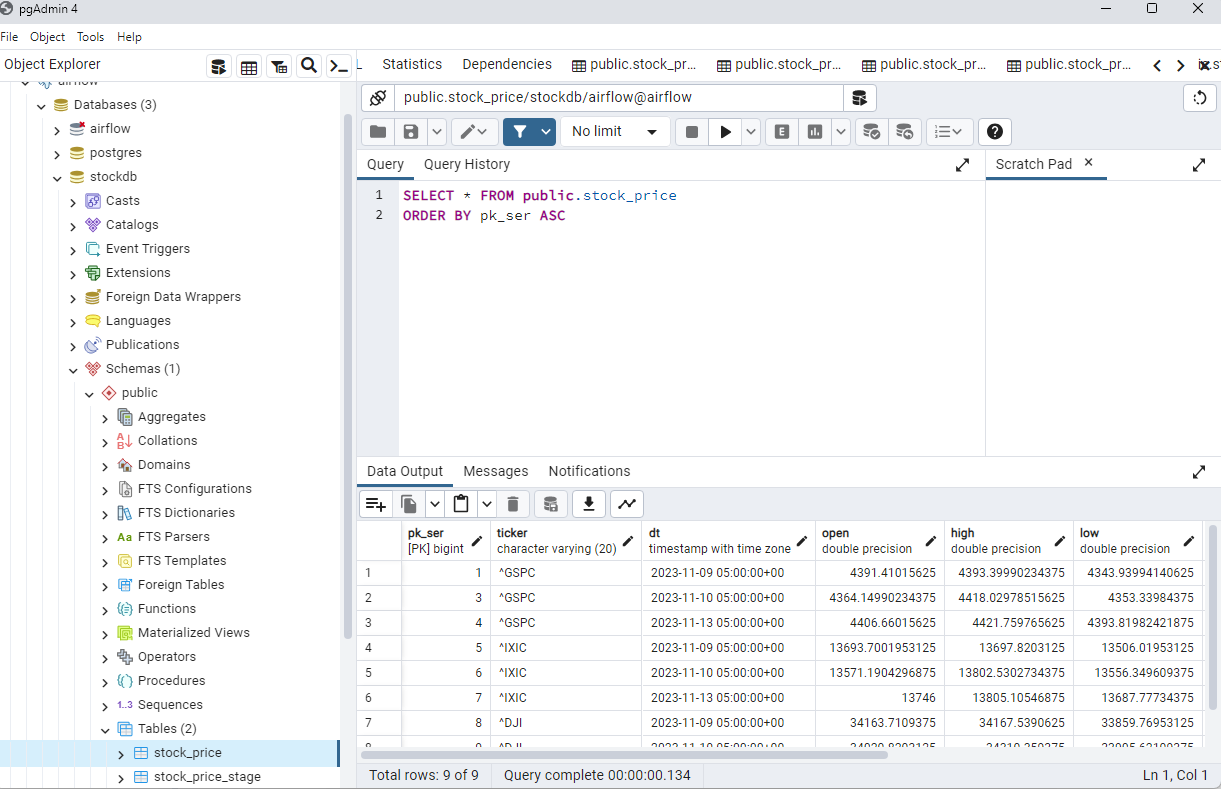 pgAdmin 4
File Object Tools Help
Object Explorer
Statistics Dependencies public.stock_pr... public.stock_pr... public.stock_pr... public.stock_pr...
airflow
Databases (3)
airflow
postgres
stockdb
Casts
Catalogs
Event Triggers
Extensions
Foreign Data Wrappers
Languages
Publications
Schemas (1)
public
Aggregates
Collations
Domains
FTS Configurations
FTS Dictionaries
FTS Parsers
FTS Templates
Foreign Tables
Functions
Materialized Views
Operators
Procedures
1..3 Sequences
Tables (2)
stock_price
stock_price_stage
public.stock_price/stockdb/airflow@airflow
No limit
Query Query History
Scratch Pad
1 SELECT * FROM public.stock_price
2 ORDER BY pk_ser ASC
Data Output Messages Notifications
pk_ser ticker dt open high low
[PK] bigint character varying (20) timestamp with time zone double precision double precision double precision
1 1 ^GSPC 2023-11-09 05:00:00+00 4391.41015625 4393.39990234375 4343.93994140625
2 3 ^GSPC 2023-11-10 05:00:00+00 4364.14990234375 4418.02978515625 4353.33984375
3 4 ^GSPC 2023-11-13 05:00:00+00 4406.66015625 4421.759765625 4393.81982421875
4 5 ^IXIC 2023-11-09 05:00:00+00 13693.7001953125 13697.8203125 13506.01953125
5 6 ^IXIC 2023-11-10 05:00:00+00 13571.1904296875 13802.5302734375 13556.349609375
6 7 ^IXIC 2023-11-13 05:00:00+00 13746 13805.10546875 13687.77734375
7 8 ^DJI 2023-11-09 05:00:00+00 34163.7109375 34167.5390625 33859.76953125
Total rows: 9 of 9 Query complete 00:00:00.134 Ln 1, Col 1